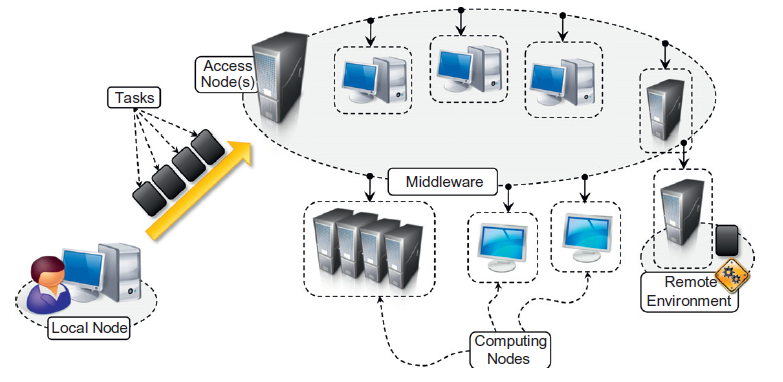 Access
Node(s)
Tasks
Middleware
Local Node
Remote
Environment
Computing
Nodes